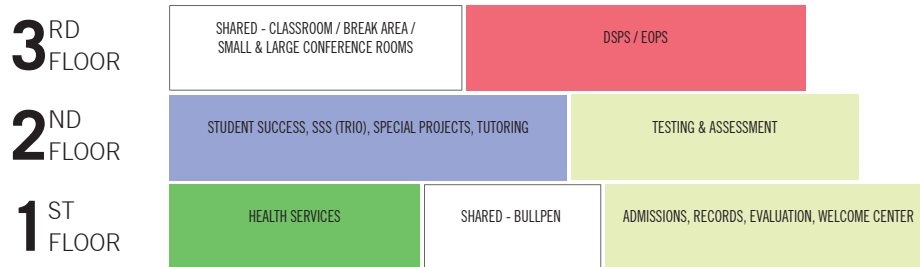 3RD FLOOR
SHARED - CLASSROOM / BREAK AREA /
SMALL & LARGE CONFERENCE ROOMS
DSPS / EOPS
2ND FLOOR
STUDENT SUCCESS, SSS (TRIO), SPECIAL PROJECTS, TUTORING
TESTING & ASSESSMENT
1ST FLOOR
HEALTH SERVICES
SHARED - BULLPEN
ADMISSIONS, RECORDS, EVALUATION, WELCOME CENTER